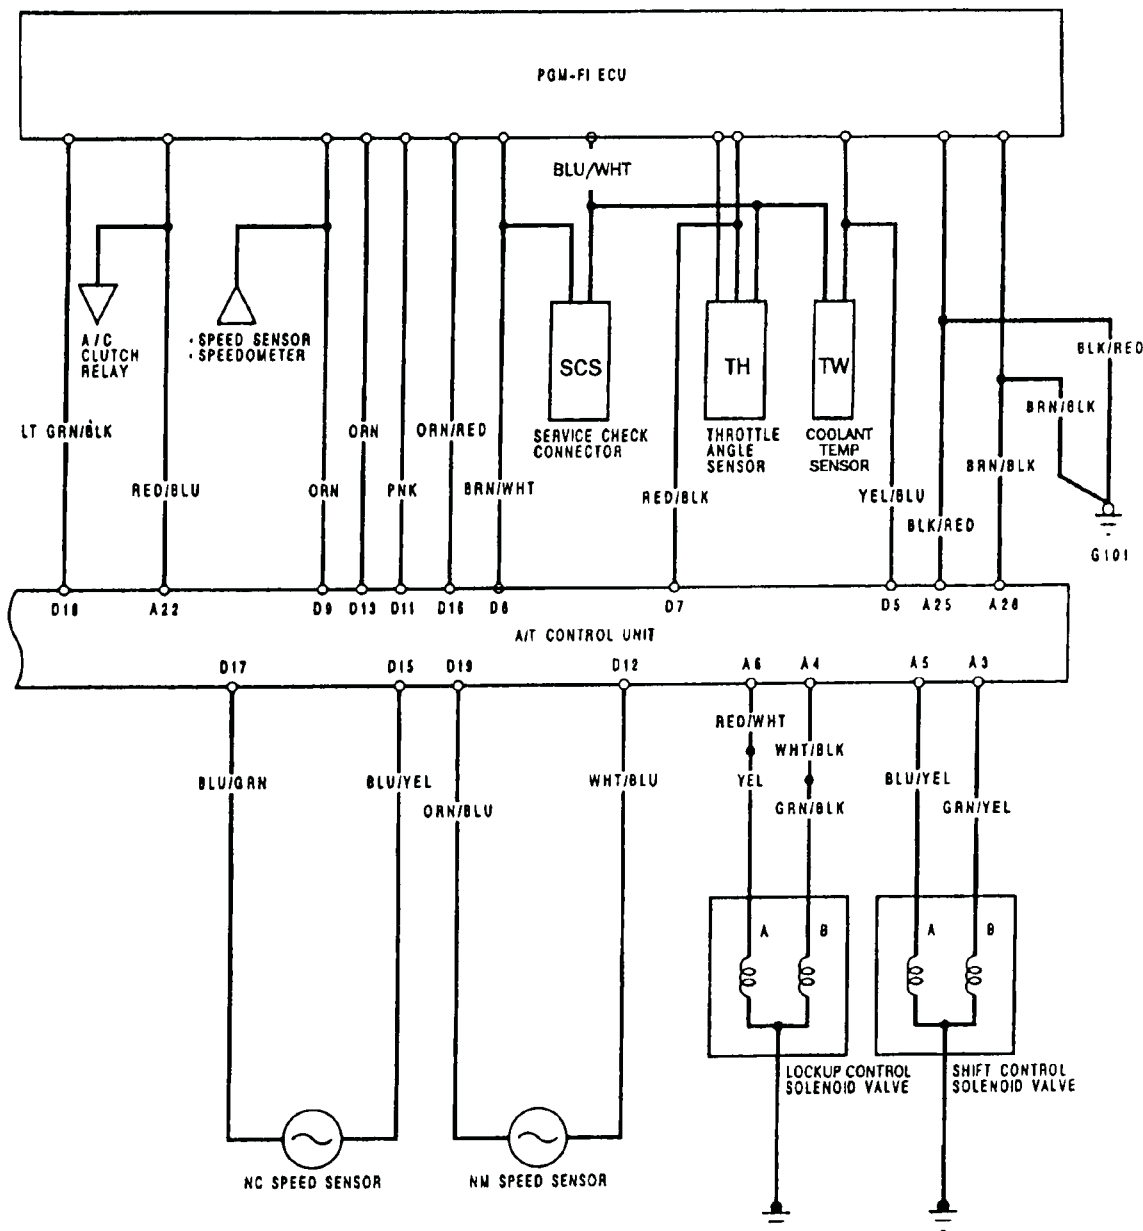 PGM-FI ECU
BLU/WHT
A/C
CLUTCH
RELAY
• SPEED SENSOR
• SPEEDOMETER
SCS
TH
TW
BLK/RED
BRN/BLK
LT GRN/BLK
ORN
ORN/RED
SERVICE CHECK
CONNECTOR
THROTTLE
ANGLE
SENSOR
COOLANT
TEMP
SENSOR
BRN/BLK
RED/BLU
ORN
PNK
BRN/WHT
RED/BLK
YEL/BLU
BLK/RED
G101
D18
A22
D9
D13
D11
D16
D6
D7
D5
A25
A26
A/T CONTROL UNIT
D17
D15
D19
D12
A6
A4
A5
A3
RED/WHT
WHT/BLK
BLU/GRN
BLU/YEL
ORN/BLU
WHT/BLU
YEL
GRN/BLK
BLU/YEL
GRN/YEL
A
B
A
B
LOCKUP CONTROL
SOLENOID VALVE
SHIFT CONTROL
SOLENOID VALVE
NC SPEED SENSOR
NM SPEED SENSOR